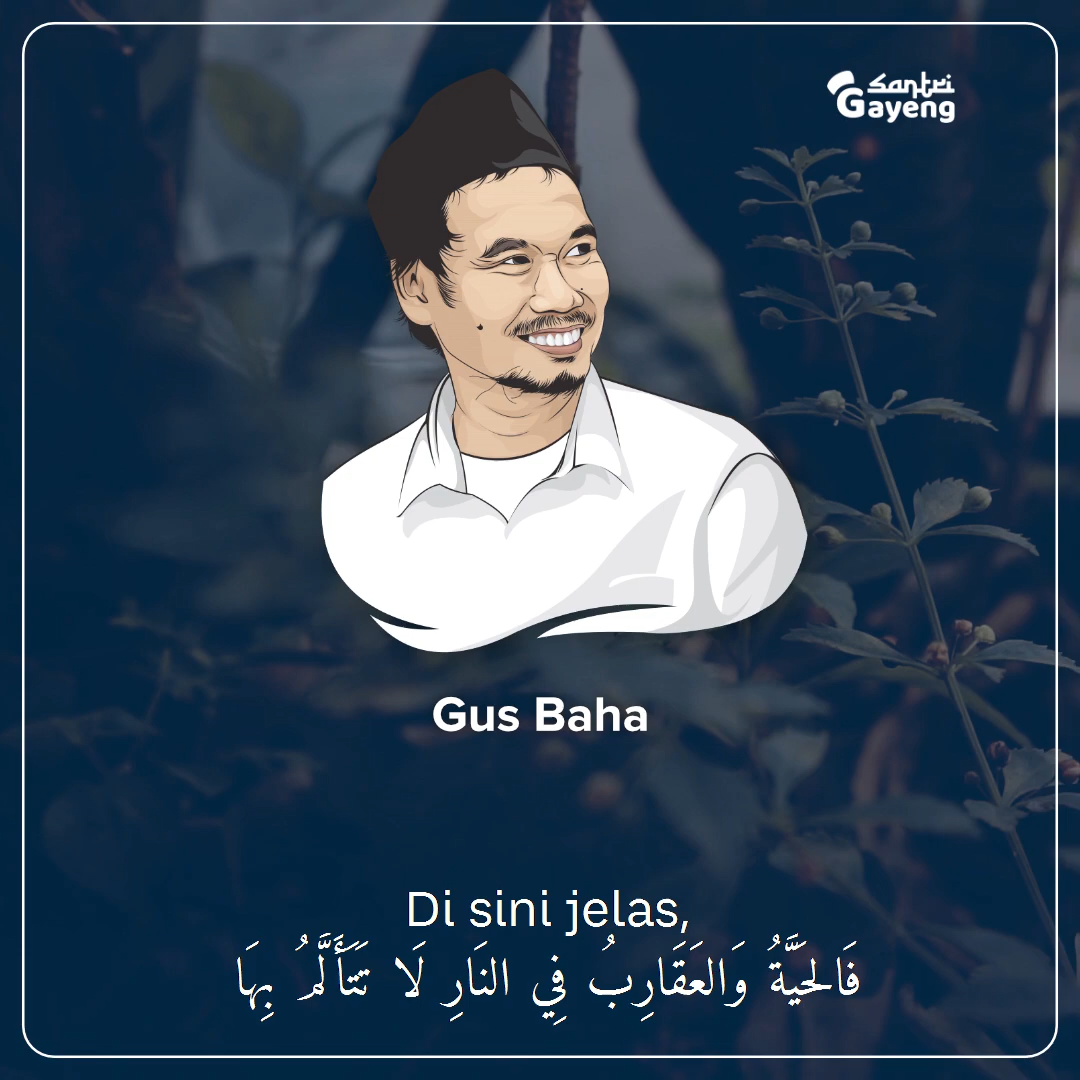 Santri
Gayeng
Gus Baha
Di sini jelas,
فَالحَيَّةُ وَالعَقَارِبُ فِي النَارِ لَا تَتَأَلَّمُ بِهَا